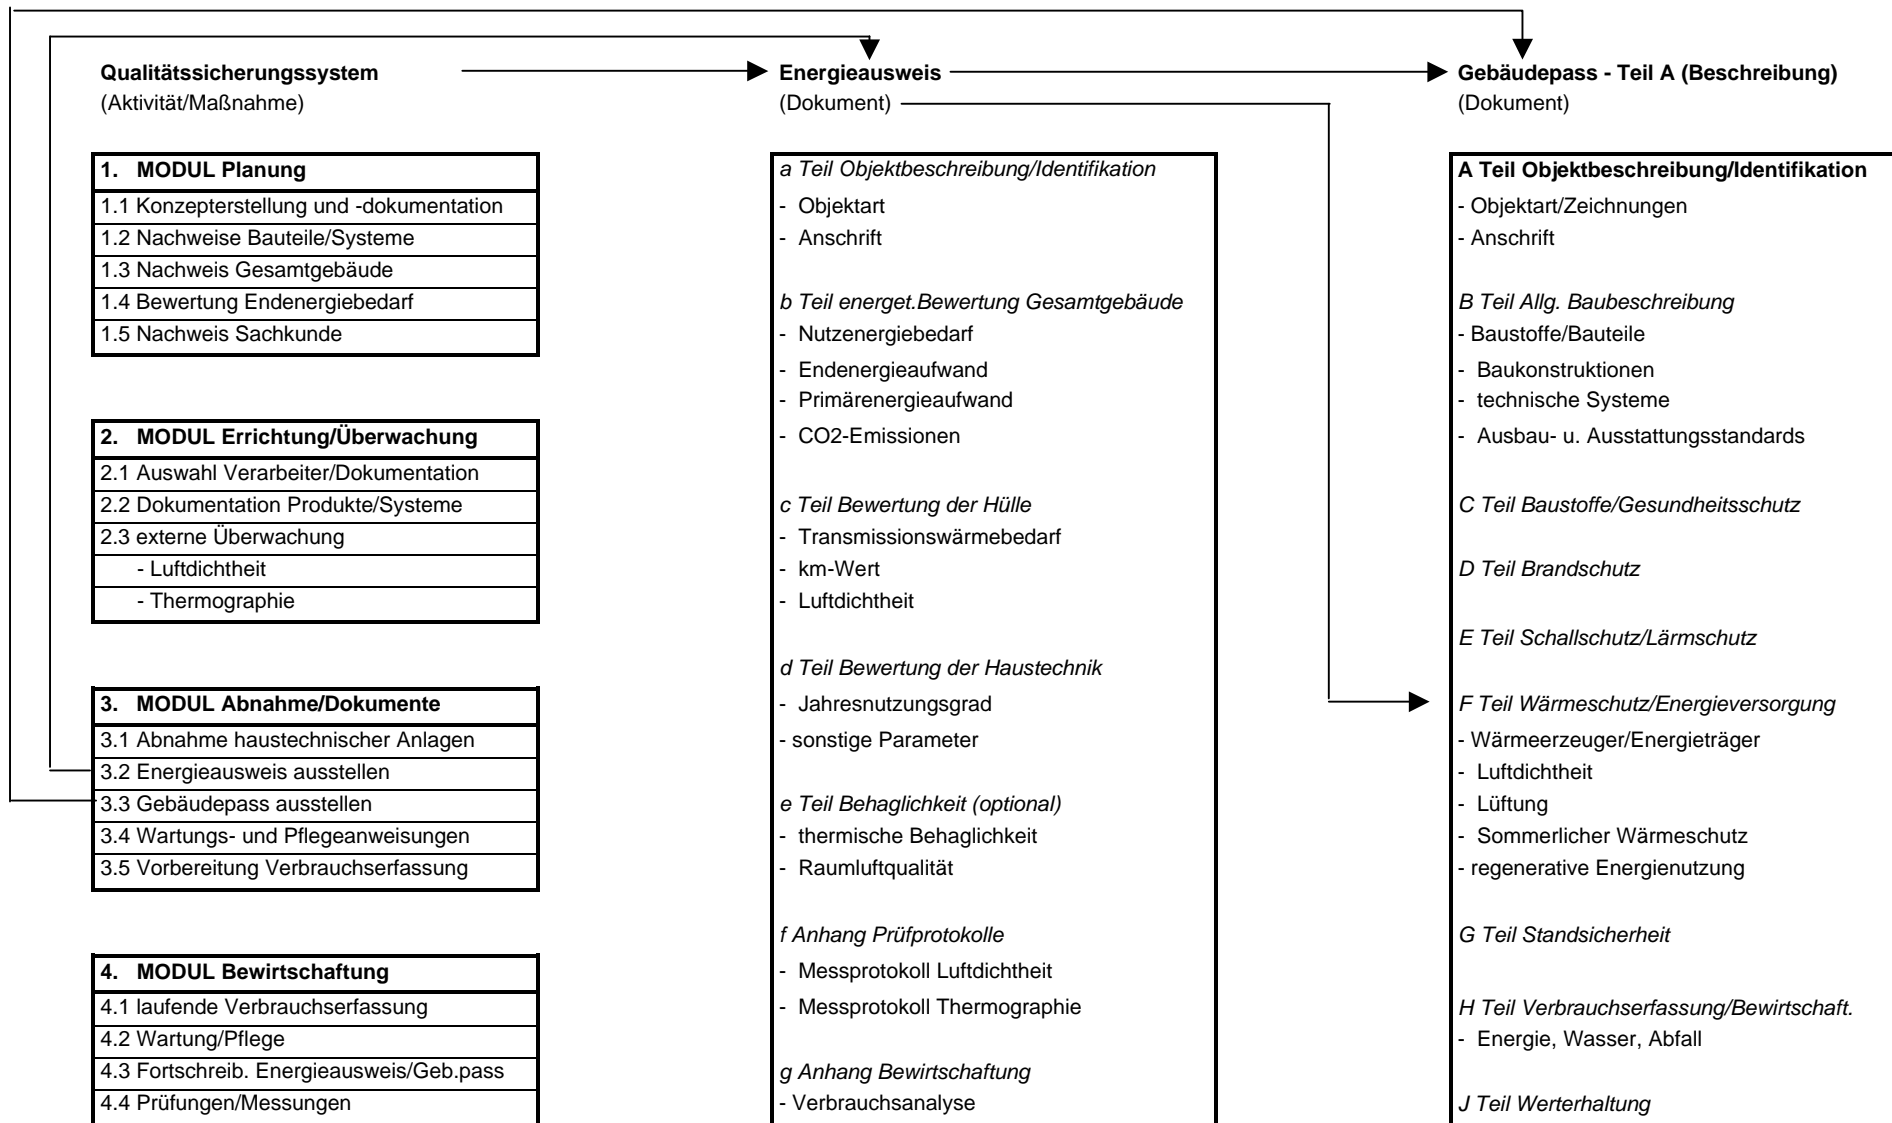 Qualitätssicherungssystem
(Aktivität/Maßnahme)
1. MODUL Planung
1.1 Konzepterstellung und -dokumentation
1.2 Nachweise Bauteile/Systeme
1.3 Nachweis Gesamtgebäude
1.4 Bewertung Endenergiebedarf
1.5 Nachweis Sachkunde
2. MODUL Errichtung/Überwachung
2.1 Auswahl Verarbeiter/Dokumentation
2.2 Dokumentation Produkte/Systeme
2.3 externe Überwachung
- Luftdichtheit
- Thermographie
3. MODUL Abnahme/Dokumente
3.1 Abnahme haustechnischer Anlagen
3.2 Energieausweis ausstellen
3.3 Gebäudepass ausstellen
3.4 Wartungs- und Pflegeanweisungen
3.5 Vorbereitung Verbrauchserfassung
4. MODUL Bewirtschaftung
4.1 laufende Verbrauchserfassung
4.2 Wartung/Pflege
4.3 Fortschreib. Energieausweis/Geb.pass
4.4 Prüfungen/Messungen
Energieausweis
(Dokument)
a Teil Objektbeschreibung/Identifikation
- Objektart
- Anschrift
b Teil energet.Bewertung Gesamtgebäude
- Nutzenergiebedarf
- Endenergieaufwand
- Primärenergieaufwand
- CO2-Emissionen
c Teil Bewertung der Hülle
- Transmissionswärmebedarf
- km-Wert
- Luftdichtheit
d Teil Bewertung der Haustechnik
- Jahresnutzungsgrad
- sonstige Parameter
e Teil Behaglichkeit (optional)
- thermische Behaglichkeit
- Raumluftqualität
f Anhang Prüfprotokolle
- Messprotokoll Luftdichtheit
- Messprotokoll Thermographie
g Anhang Bewirtschaftung
- Verbrauchsanalyse
Gebäudepass - Teil A (Beschreibung)
(Dokument)
A Teil Objektbeschreibung/Identifikation
- Objektart/Zeichnungen
- Anschrift
B Teil Allg. Baubeschreibung
- Baustoffe/Bauteile
- Baukonstruktionen
- technische Systeme
- Ausbau- u. Ausstattungsstandards
C Teil Baustoffe/Gesundheitsschutz
D Teil Brandschutz
E Teil Schallschutz/Lärmschutz
F Teil Wärmeschutz/Energieversorgung
- Wärmeerzeuger/Energieträger
- Luftdichtheit
- Lüftung
- Sommerlicher Wärmeschutz
- regenerative Energienutzung
G Teil Standsicherheit
H Teil Verbrauchserfassung/Bewirtschaft.
- Energie, Wasser, Abfall
J Teil Werterhaltung